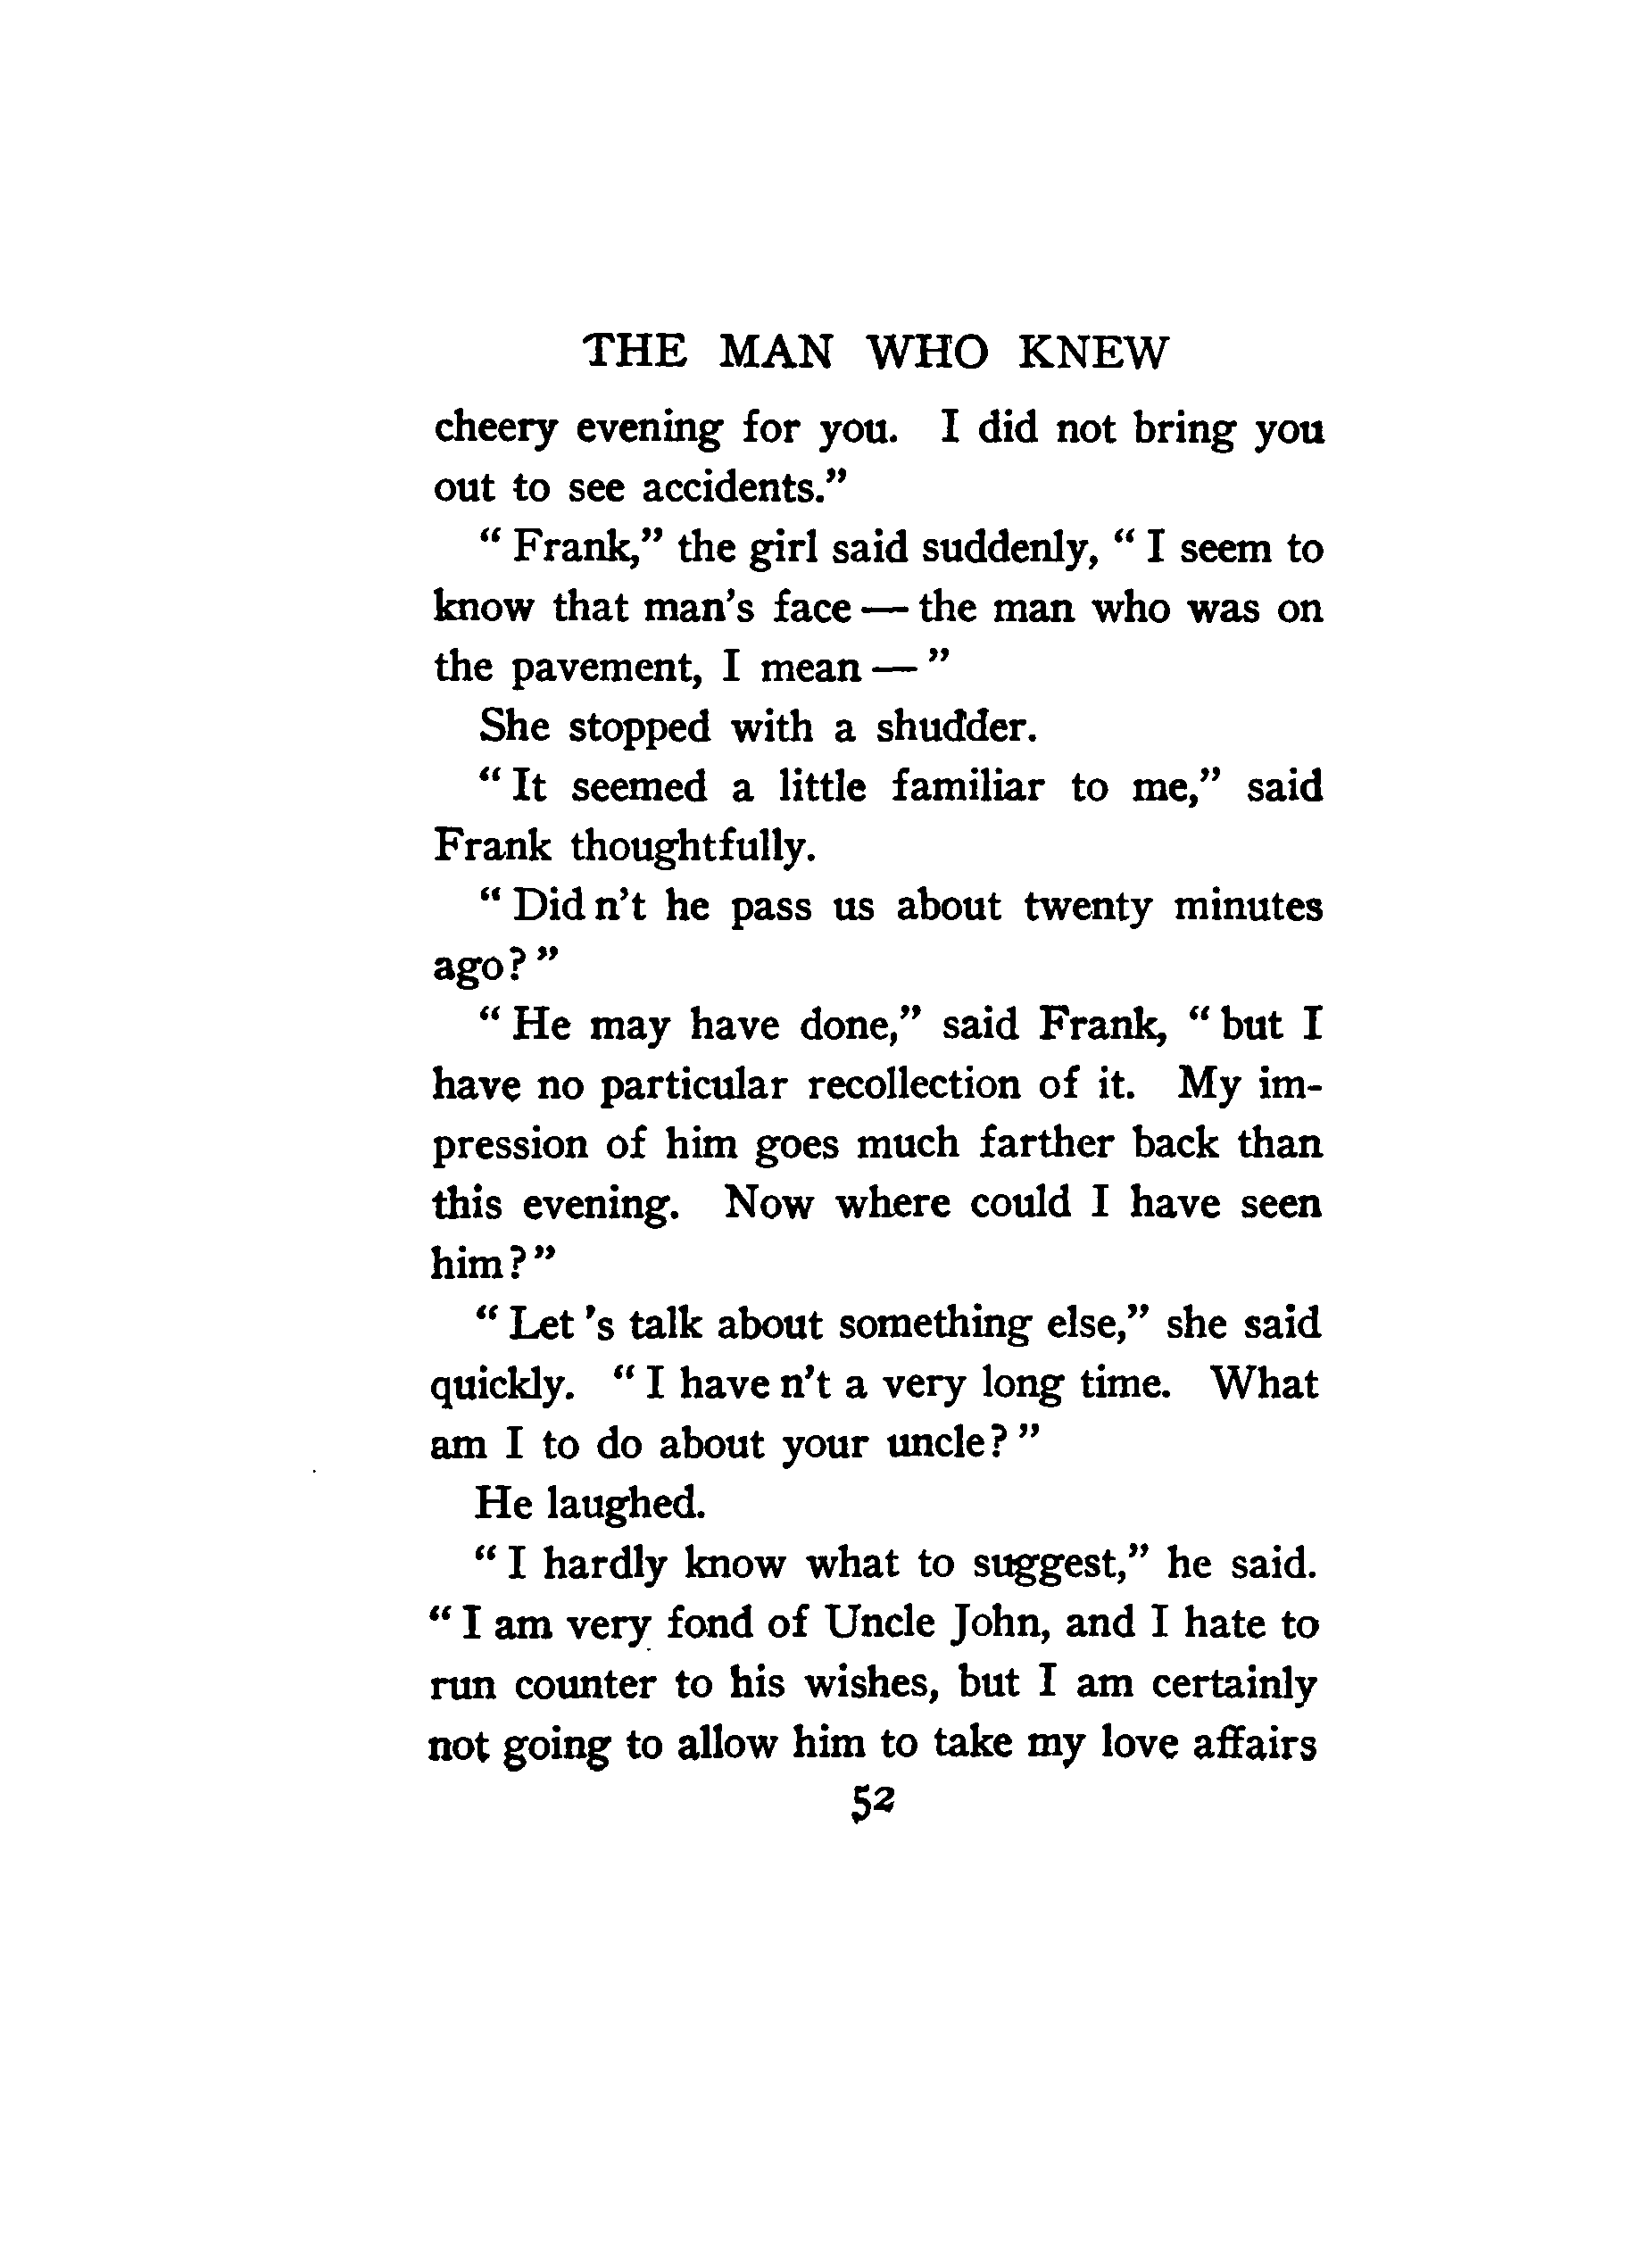 THE MAN WHO KNEW
cheery evening for you. I did not bring you
out to see accidents."
" Frank," the girl said suddenly, " I seem to
know that man's face — the man who was on
the pavement, I mean — "
She stopped with a shudder.
" It seemed a little familiar to me," said
Frank thoughtfully.
" Did n't he pass us about twenty minutes
ago? "
" He may have done," said Frank, " but I
have no particular recollection of it. My im-
pression of him goes much farther back than
this evening. Now where could I have seen
him? "
" Let 's talk about something else," she said
quickly. " I have n't a very long time. What
am I to do about your uncle? "
He laughed.
" I hardly know what to suggest," he said.
" I am very fond of Uncle John, and I hate to
run counter to his wishes, but I am certainly
not going to allow him to take my love affairs
52